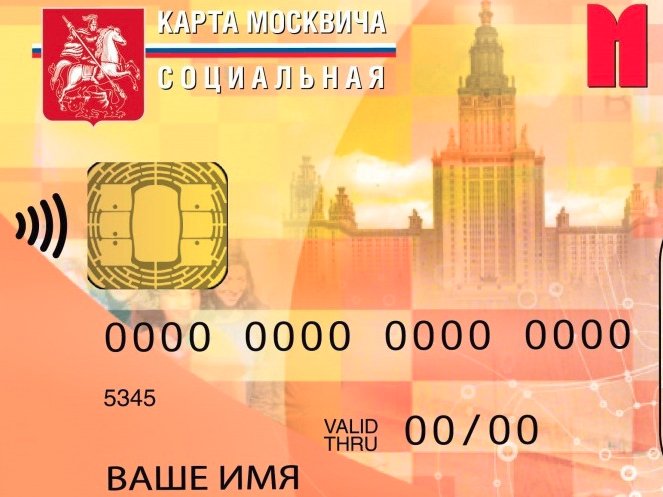 КАРТА МОСКВИЧА
СОЦИАЛЬНАЯ
М
0000 0000 0000 0000
5345
VALID THRU 00/00
ВАШЕ ИМЯ